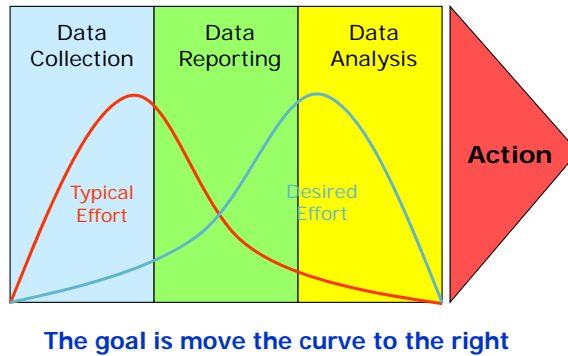 Data
Collection
Data
Reporting
Data
Analysis
Action
Typical
Effort
Desired
Effort
The goal is move the curve to the right